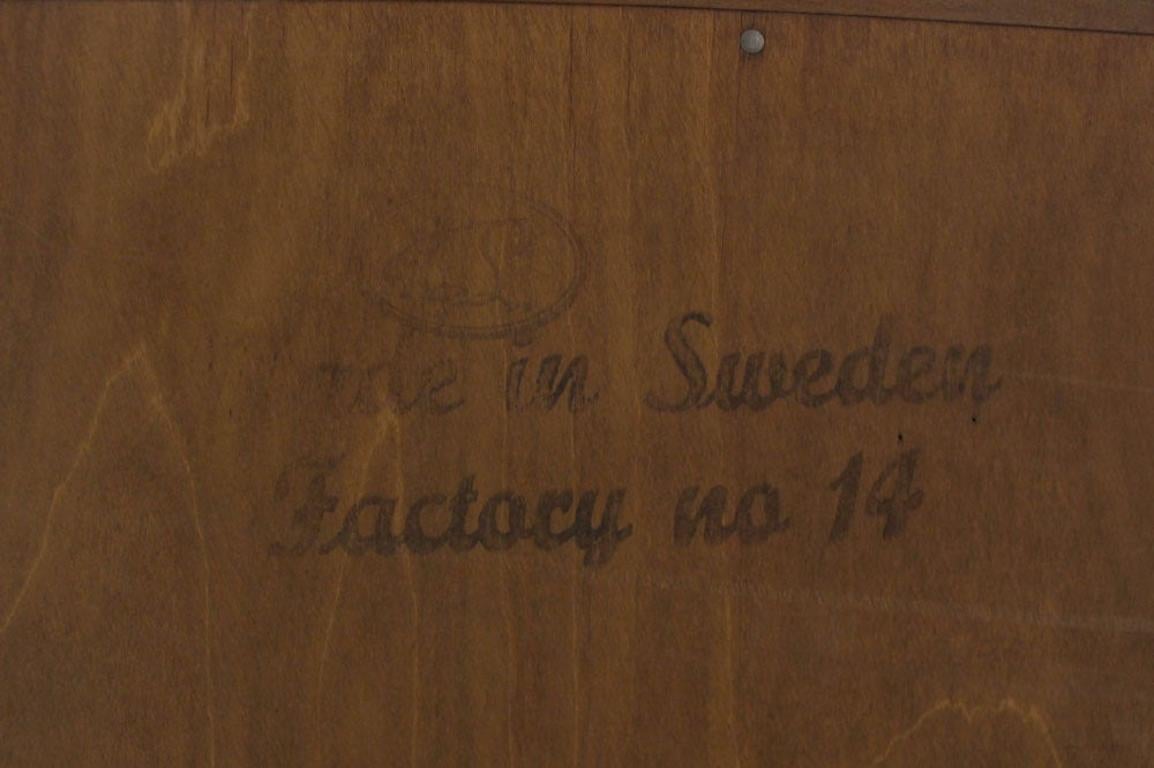 in Sweden
Factory no 14